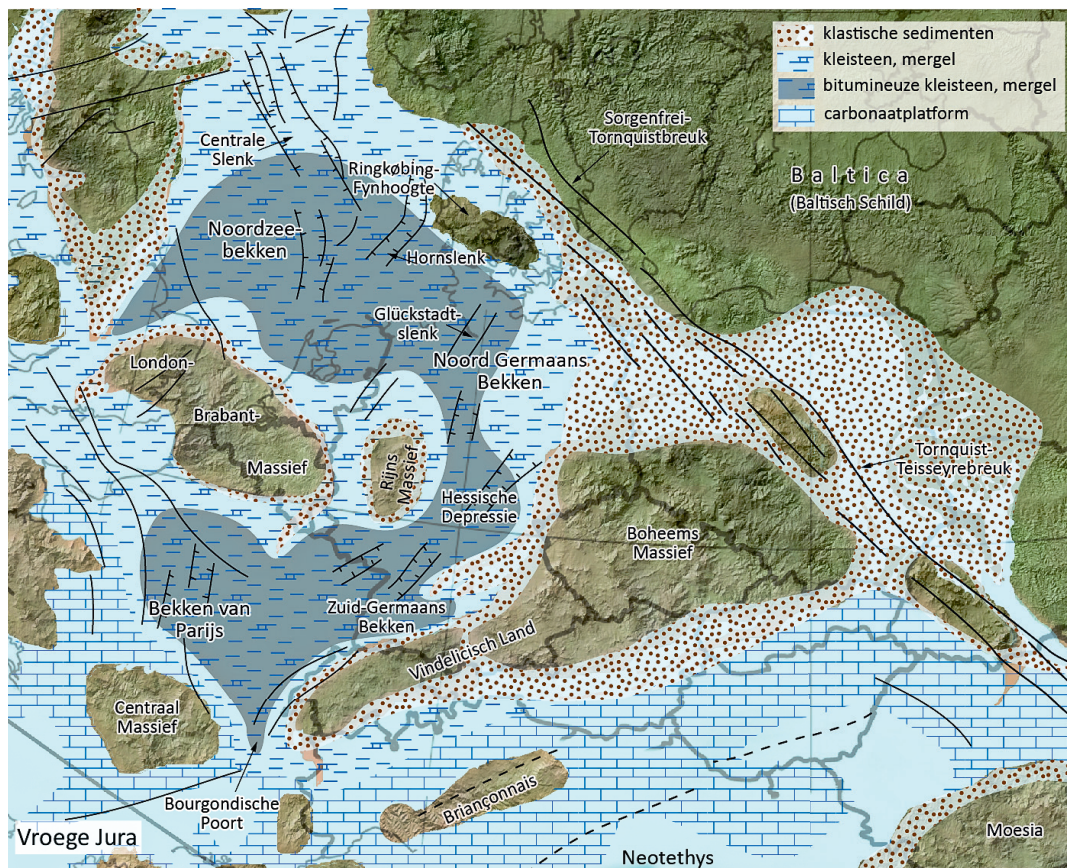 klastische sedimenten
kleisteen, mergel
bitumineuze kleisteen, mergel
carbonaatplatform
Sorgenfrei-
Tornquistbreuk
Centrale
Slenk
Ringkøbing-
Fynhoogte
Baltica
(Baltisch Schild)
Noordzee-
bekken
Hornslenk
Glückstadt-
slenk
Noord Germaans
Bekken
London-
Brabant-
Massief
Rijns
Massief
Tornquist-
Teisseyrebreuk
Hessische
Depressie
Boheems
Massief
Bekken van
Parijs
Zuid-Germaans
Bekken
Vindelicisch Land
Centraal
Massief
Bourgondische
Poort
Briançonnais
Moesia
Vroege Jura
Neotethys